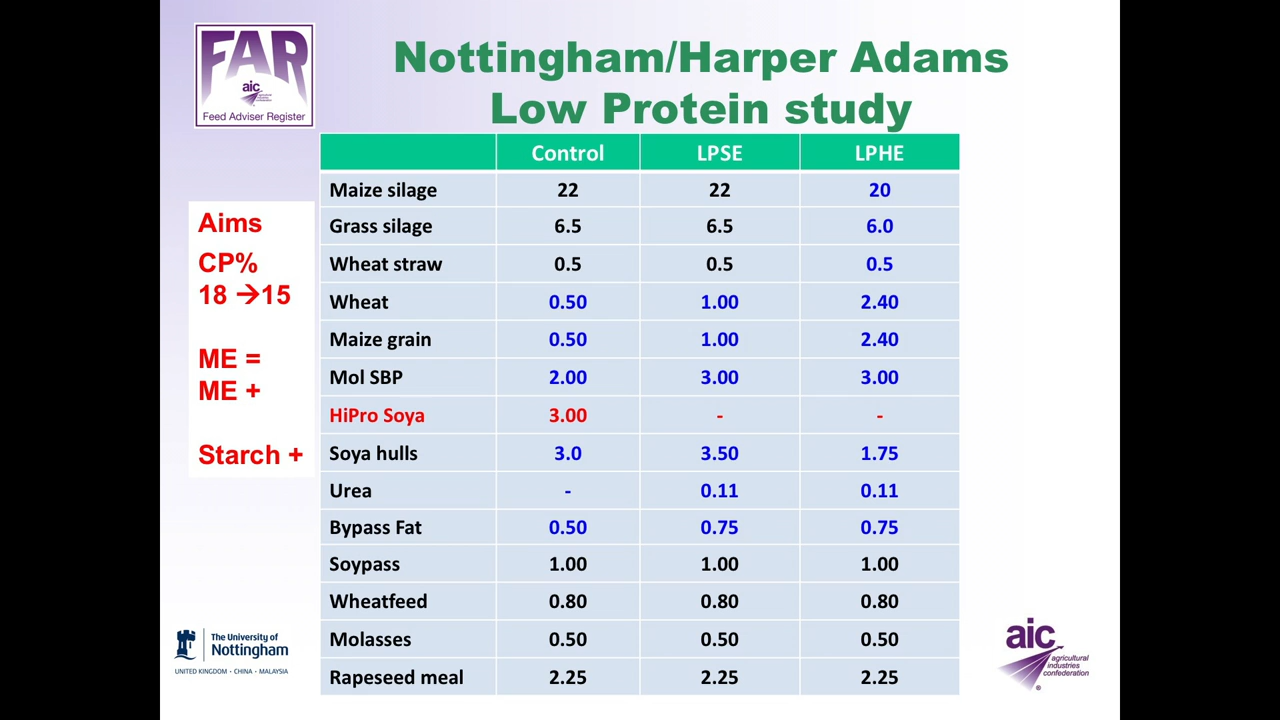 FAR
aic
agricultural
industries
confederation
Feed Adviser Register
Nottingham/Harper Adams
Low Protein study
Aims
CP%
18 →15
ME =
ME +
Starch +
Control LPSE LPHE
Maize silage 22 22 20
Grass silage 6.5 6.5 6.0
Wheat straw 0.5 0.5 0.5
Wheat 0.50 1.00 2.40
Maize grain 0.50 1.00 2.40
Mol SBP 2.00 3.00 3.00
HiPro Soya 3.00 - -
Soya hulls 3.0 3.50 1.75
Urea - 0.11 0.11
Bypass Fat 0.50 0.75 0.75
Soypass 1.00 1.00 1.00
Wheatfeed 0.80 0.80 0.80
Molasses 0.50 0.50 0.50
Rapeseed meal 2.25 2.25 2.25
The University of
Nottingham
UNITED KINGDOM · CHINA · MALAYSIA
aic
agricultural
industries
confederation
®